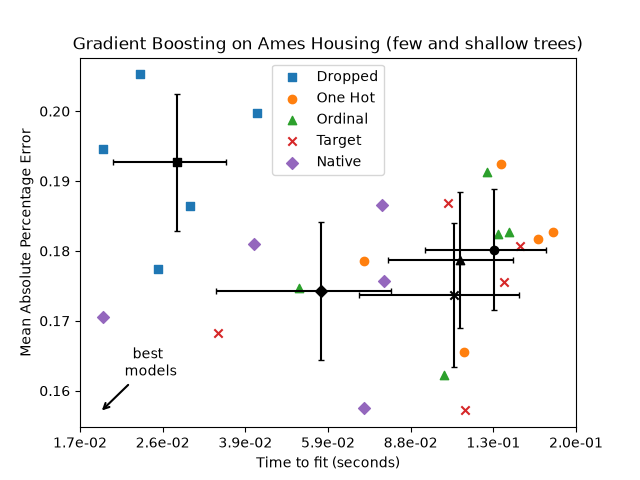 Gradient Boosting on Ames Housing (few and shallow trees)
Mean Absolute Percentage Error
0.20
0.19
0.18
0.17
0.16
Dropped
One Hot
Ordinal
Target
Native
best
models
1.7e-02 2.6e-02 3.9e-02 5.9e-02 8.8e-02 1.3e-01 2.0e-01
Time to fit (seconds)